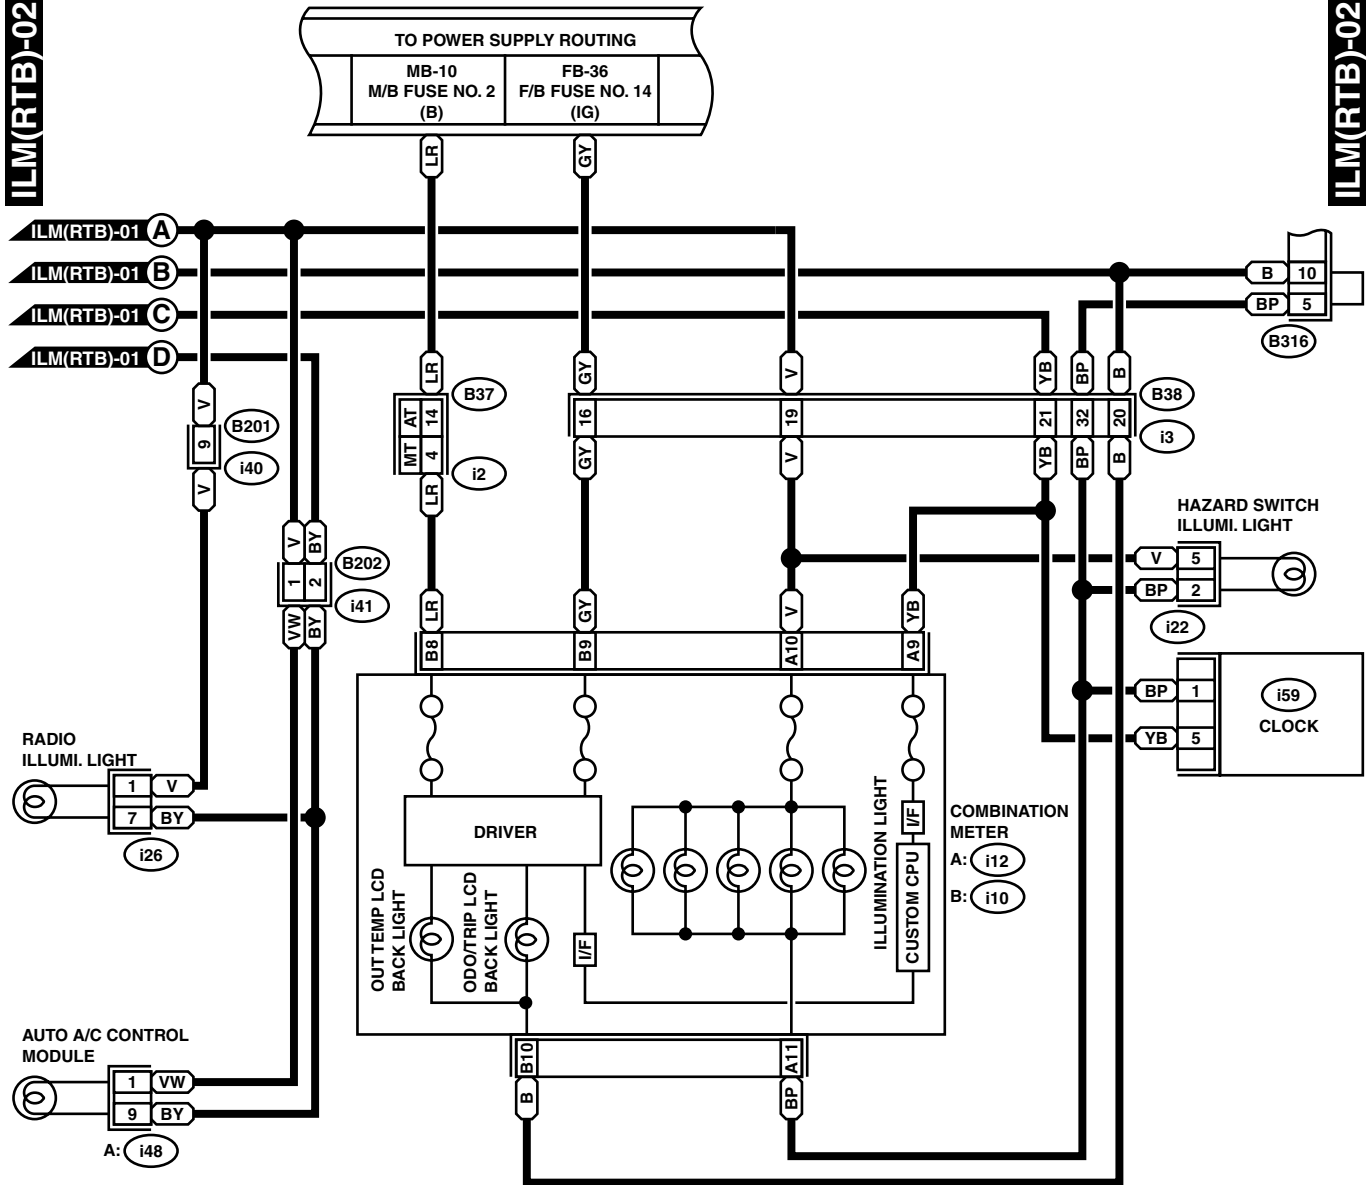 ILM(RTB)-02
ILM(RTB)-02
TO POWER SUPPLY ROUTING
MB-10
M/B FUSE NO. 2
(B)
FB-36
F/B FUSE NO. 14
(IG)
LR
GY
ILM(RTB)-01 A
ILM(RTB)-01 B
ILM(RTB)-01 C
ILM(RTB)-01 D
B 10
BP 5
B316
LR
GY
V
YB
BP
B
V
B37
B38
AT 14
MT 4
16
19
21
32
20
B201
9
i40
i3
i2
V
LR
GY
V
YB
BP
B
HAZARD SWITCH
ILLUMI. LIGHT
V 5
BP 2
i22
V
BY
B202
1
2
i41
VW
BY
LR
GY
V
YB
B8
B9
A10
A9
BP 1
YB 5
i59
CLOCK
RADIO
ILLUMI. LIGHT
1 V
7 BY
i26
DRIVER
OUT TEMP LCD
BACK LIGHT
ODO/TRIP LCD
BACK LIGHT
I/F
ILLUMINATION LIGHT
I/F
CUSTOM CPU
COMBINATION
METER
A: i12
B: i10
AUTO A/C CONTROL
MODULE
1 VW
9 BY
A: i48
B10
A11
B
BP